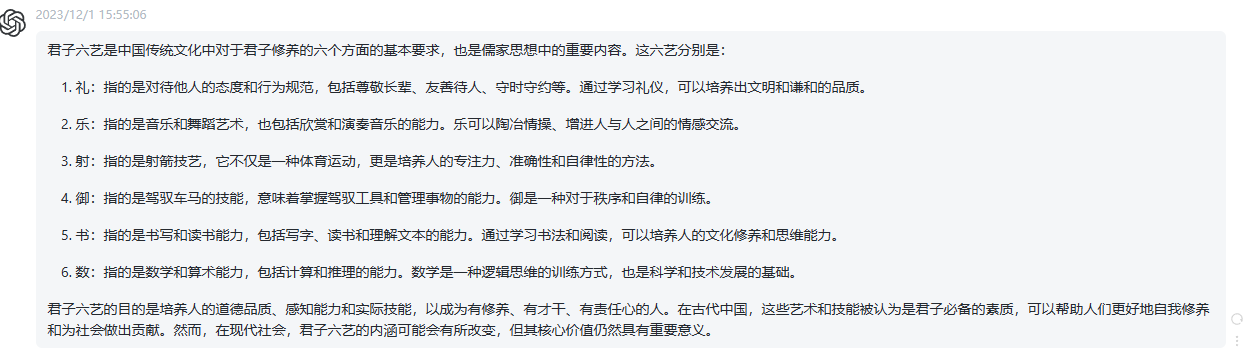 2023/12/1 15:55:06
君子六艺是中国传统文化中对于君子修养的六个方面的基本要求，也是儒家思想中的重要内容。这六艺分别是：
1. 礼：指的是对待他人的态度和行为规范，包括尊敬长辈、友善待人、守时守约等。通过学习礼仪，可以培养出文明和谦和的品质。
2. 乐：指的是音乐和舞蹈艺术，也包括欣赏和演奏音乐的能力。乐可以陶冶情操、增进人与人之间的情感交流。
3. 射：指的是射箭技艺，它不仅是一种体育运动，更是培养人的专注力、准确性和自律性的方法。
4. 御：指的是驾驭车马的技能，意味着掌握驾驭工具和管理事物的能力。御是一种对于秩序和自律的训练。
5. 书：指的是书写和读书能力，包括写字、读书和理解文本的能力。通过学习书法和阅读，可以培养人的文化修养和思维能力。
6. 数：指的是数学和算术能力，包括计算和推理的能力。数学是一种逻辑思维的训练方式，也是科学和技术发展的基础。
君子六艺的目的是培养人的道德品质、感知能力和实际技能，以成为有修养、有才干、有责任心的人。在古代中国，这些艺术和技能被认为是君子必备的素质，可以帮助人们更好地自我修养
和为社会做出贡献。然而，在现代社会，君子六艺的内涵可能会有所改变，但其核心价值仍然具有重要意义。